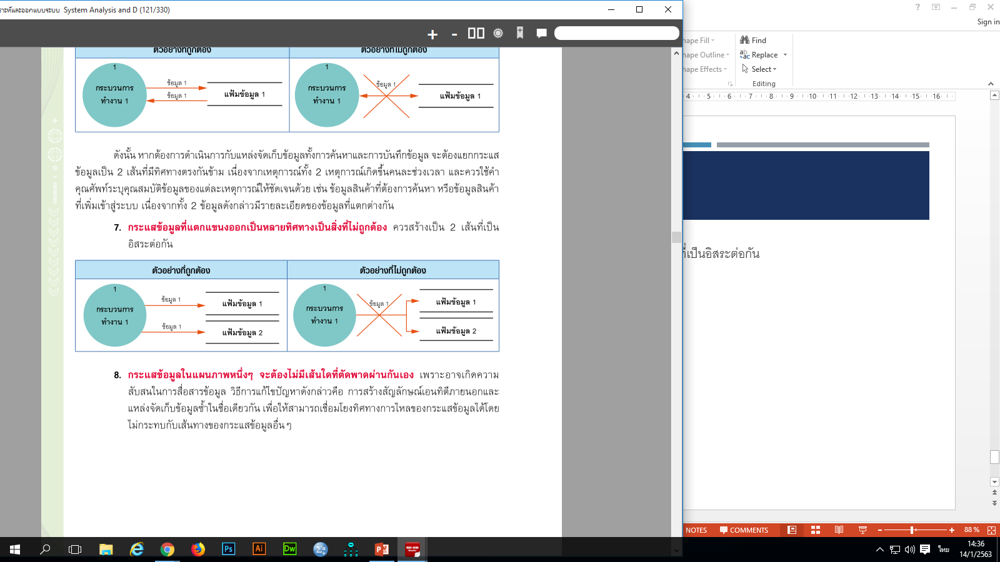 ราะห์และออกแบบระบบ System Analysis and D (121/330)
Sign in
hape Fill
hape Outline
hape Effects
Find
Replace
Select
Editing
4 5 6 7 8 9 10 11 12 13 14 15 16
ตัวอย่างที่ถูกต้อง
ตัวอย่างที่ไม่ถูกต้อง
1
กระบวนการ
ทำงาน 1
ข้อมูล 1
ข้อมูล 1
แฟ้มข้อมูล 1
1
กระบวนการ
ทำงาน 1
ข้อมูล 1
แฟ้มข้อมูล 1
ดังนั้น หากต้องการดำเนินการกับแหล่งจัดเก็บข้อมูลทั้งการค้นหาและการบันทึกข้อมูล จะต้องแยกกระแส
ข้อมูลเป็น 2 เส้นที่มีทิศทางตรงกันข้าม เนื่องจากเหตุการณ์ทั้ง 2 เหตุการณ์เกิดขึ้นคนละช่วงเวลา และควรใช้คำ
คุณศัพท์ระบุคุณสมบัติข้อมูลของแต่ละเหตุการณ์ให้ชัดเจนด้วย เช่น ข้อมูลสินค้าที่ต้องการค้นหา หรือข้อมูลสินค้า
ที่เพิ่มเข้าสู่ระบบ เนื่องจากทั้ง 2 ข้อมูลดังกล่าวมีรายละเอียดของข้อมูลที่แตกต่างกัน
7. กระแสข้อมูลที่แตกแขนงออกเป็นหลายทิศทางเป็นสิ่งที่ไม่ถูกต้อง ควรสร้างเป็น 2 เส้นที่เป็น
อิสระต่อกัน
ตัวอย่างที่ถูกต้อง
ตัวอย่างที่ไม่ถูกต้อง
1
กระบวนการ
ทำงาน 1
ข้อมูล 1
แฟ้มข้อมูล 1
ข้อมูล 1
แฟ้มข้อมูล 2
1
กระบวนการ
ทำงาน 1
ข้อมูล 1
แฟ้มข้อมูล 1
แฟ้มข้อมูล 2
8. กระแสข้อมูลในแผนภาพหนึ่งๆ จะต้องไม่มีเส้นใดที่ตัดพาดผ่านกันเอง เพราะอาจเกิดความ
สับสนในการสื่อสารข้อมูล วิธีการแก้ไขปัญหาดังกล่าวคือ การสร้างสัญลักษณ์เอนทิตีภายนอกและ
แหล่งจัดเก็บข้อมูลซ้ำในชื่อเดียวกัน เพื่อให้สามารถเชื่อมโยงทิศทางการไหลของกระแสข้อมูลได้โดย
ไม่กระทบกับเส้นทางของกระแสข้อมูลอื่น ๆ
ที่เป็นอิสระต่อกัน
NOTES
COMMENTS
88 %
Ps
Ai
Dw
ไทย
14:36
14/1/2563